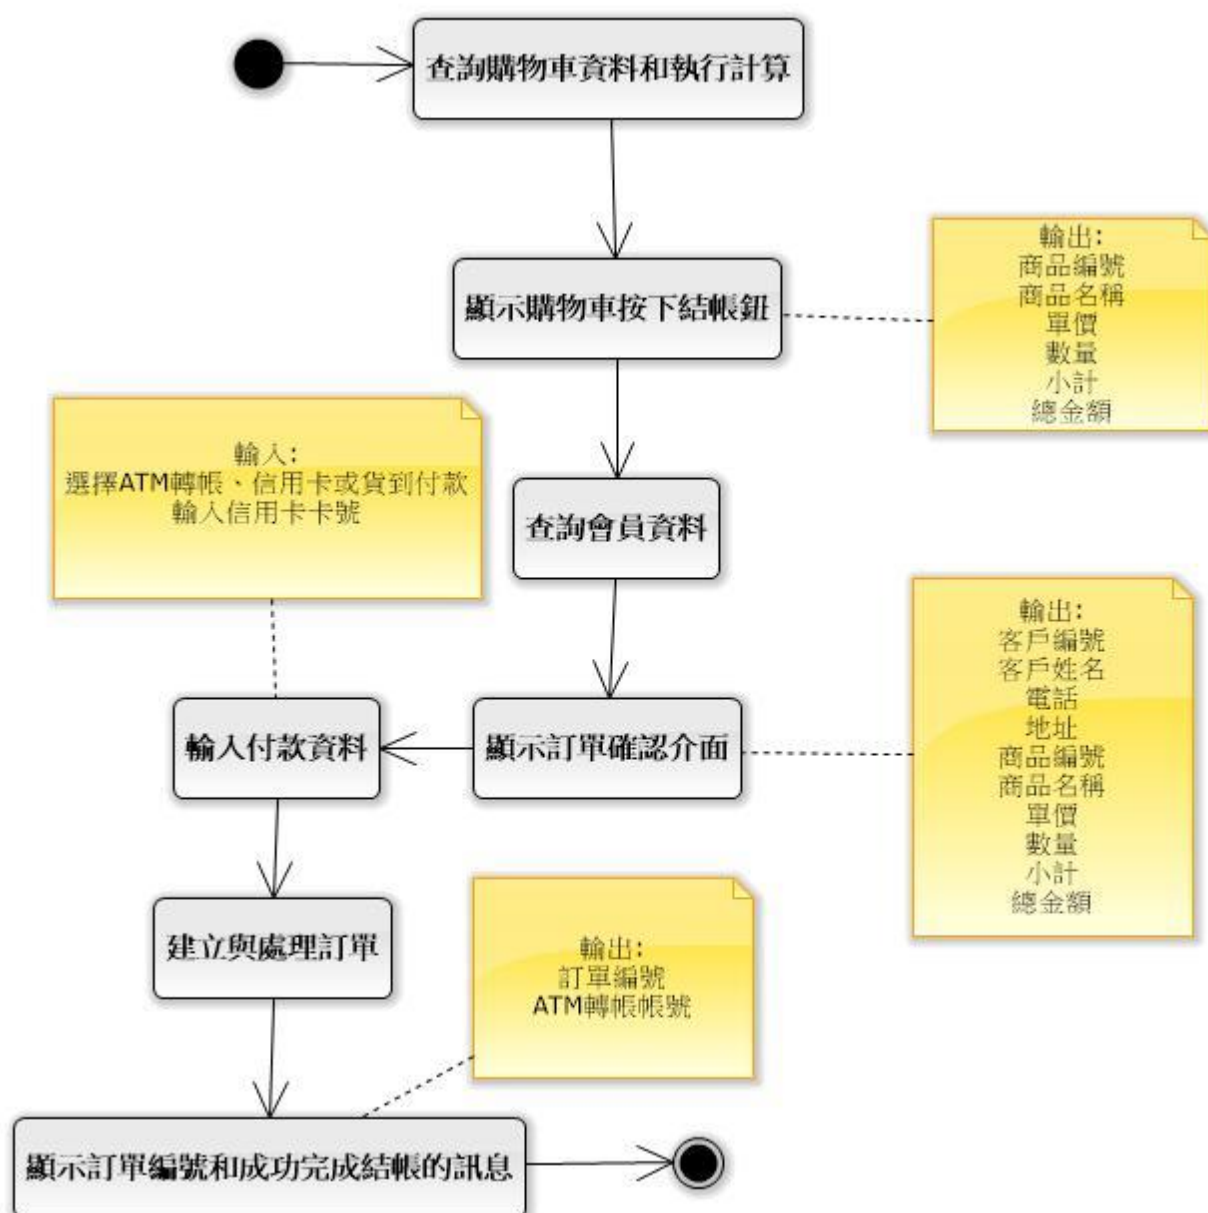 查詢購物車資料和執行計算
顯示購物車按下結帳鈕
輸出:
商品編號
商品名稱
單價
數量
小計
總金額
輸入:
選擇ATM轉帳、信用卡或貨到付款
輸入信用卡卡號
查詢會員資料
輸出:
客戶編號
客戶姓名
電話
地址
商品編號
商品名稱
單價
數量
小計
總金額
輸入付款資料
顯示訂單確認介面
建立與處理訂單
輸出:
訂單編號
ATM轉帳帳號
顯示訂單編號和成功完成結帳的訊息